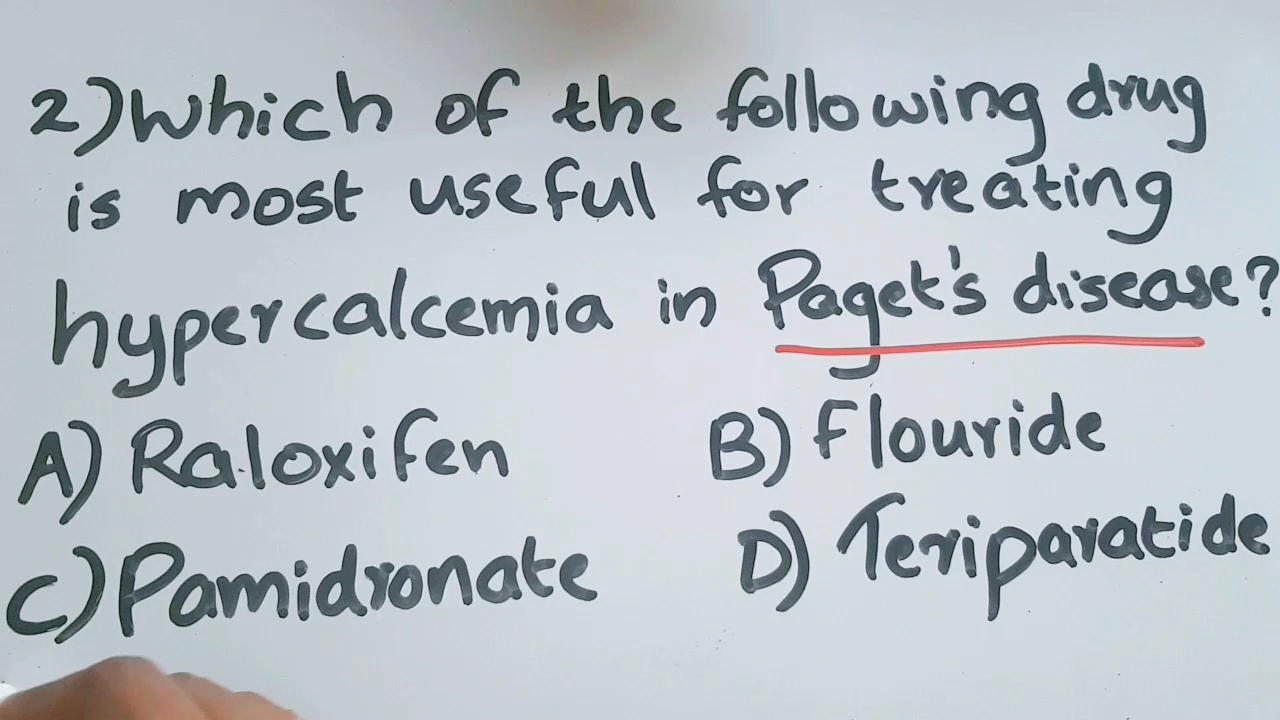 2) Which of the following drug
is most useful for treating
hypercalcemia in Paget's disease?
A) Raloxifen B) Flouride
C) Pamidronate D) Teriparatide